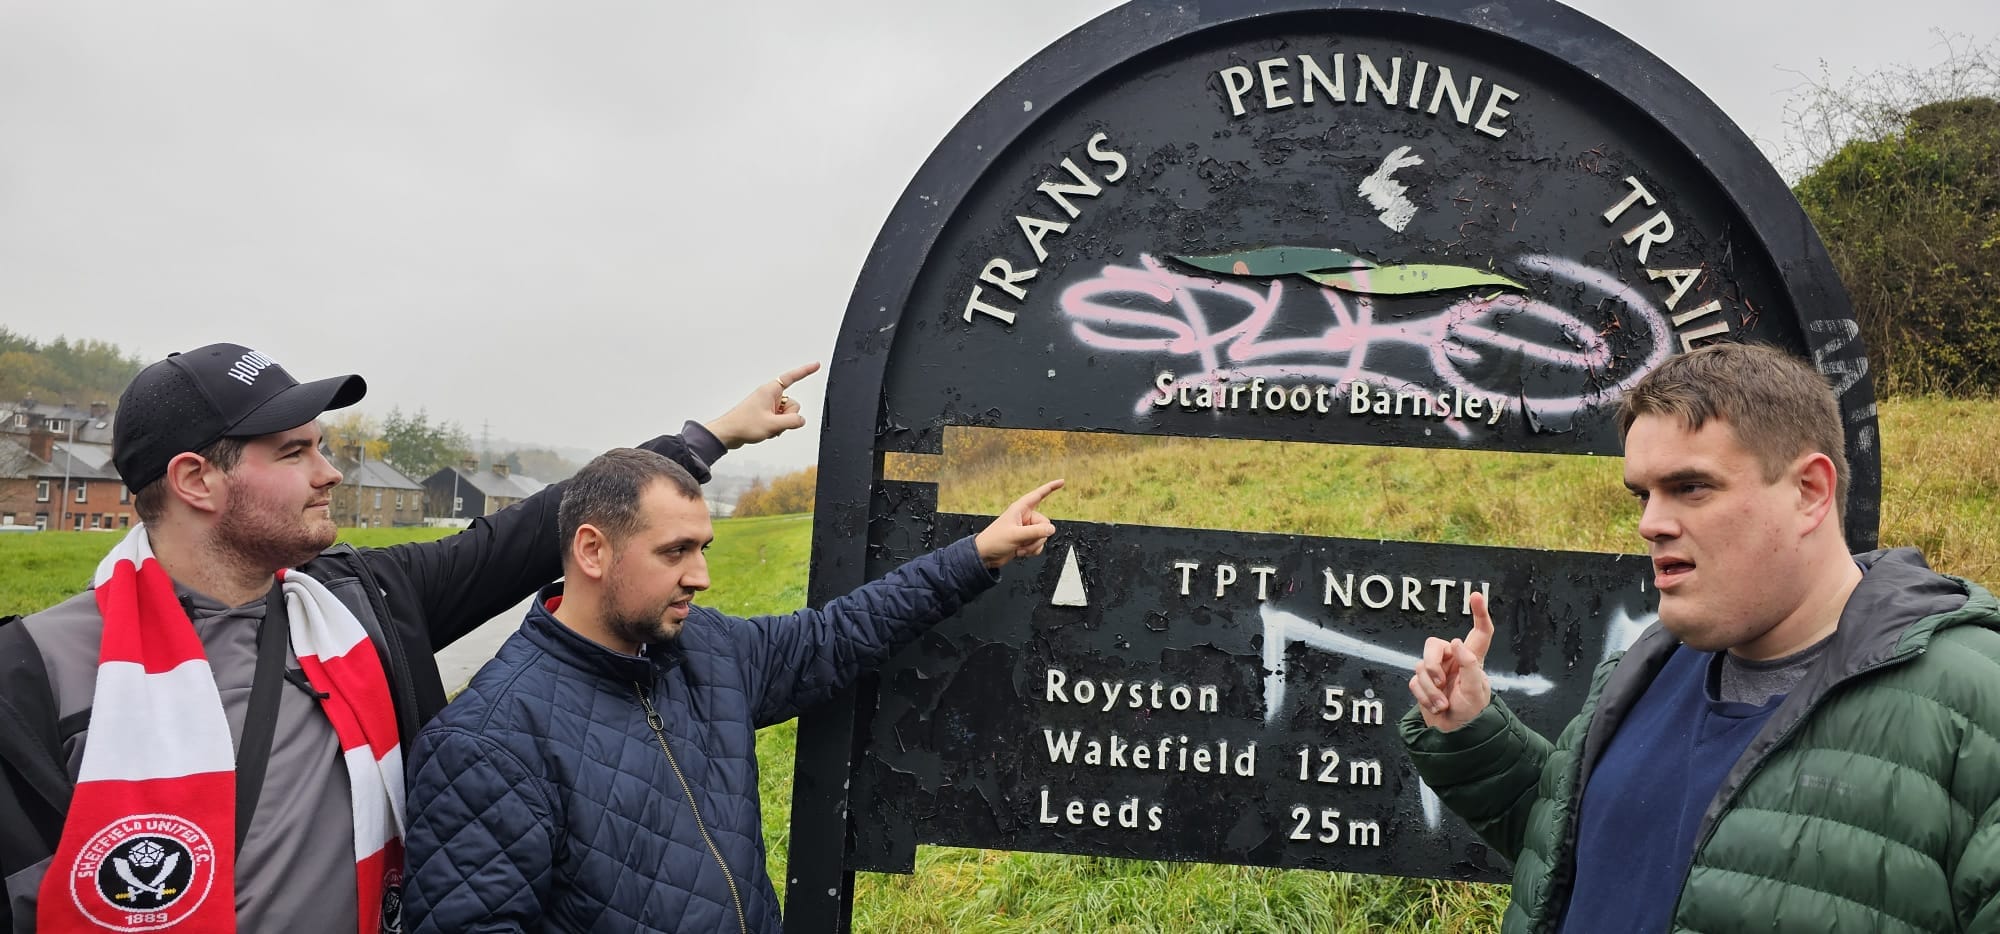 TRANS PENNINE TRAIL
Stairfoot Barnsley
TPT NORTH
Royston 5m
Wakefield 12m
Leeds 25m
SHEFFIELD UNITED F.C.
1889